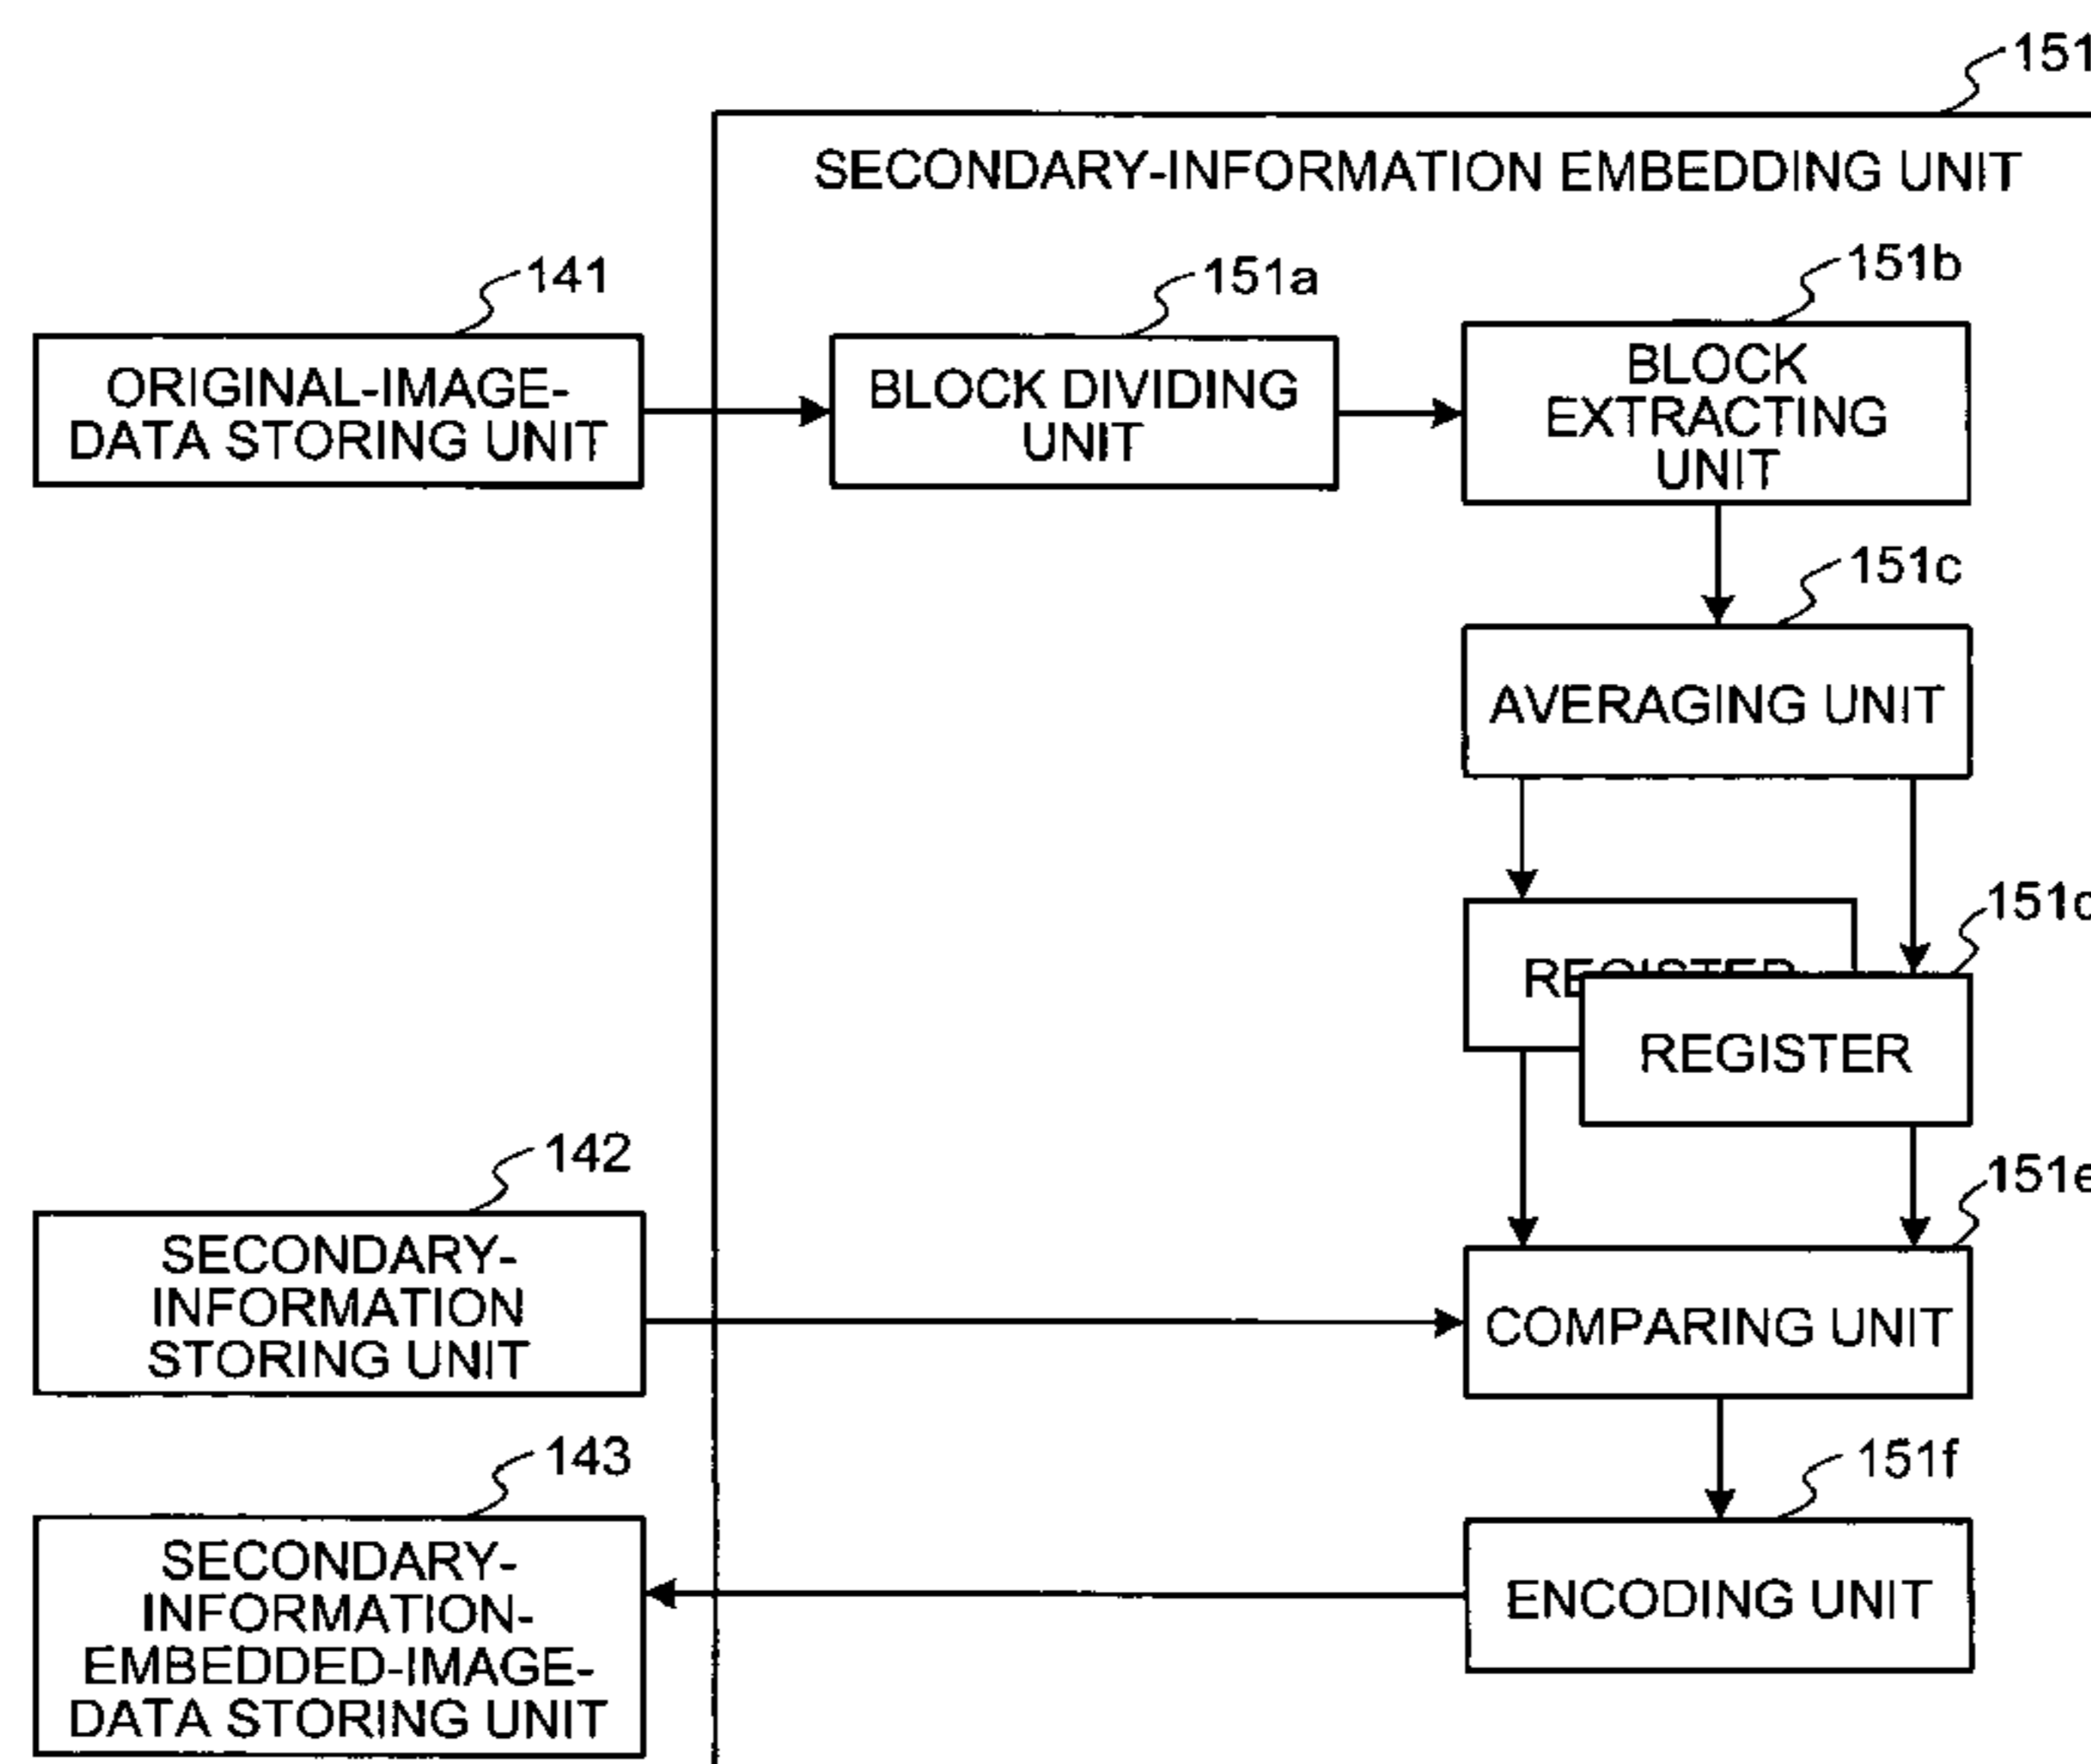 151
SECONDARY-INFORMATION EMBEDDING UNIT
141
151a
151b
ORIGINAL-IMAGE-
DATA STORING UNIT
BLOCK DIVIDING
UNIT
BLOCK
EXTRACTING
UNIT
151c
AVERAGING UNIT
REGISTER
REGISTER
142
151e
SECONDARY-
INFORMATION
STORING UNIT
COMPARING UNIT
143
151f
SECONDARY-
INFORMATION-
EMBEDDED-IMAGE-
DATA STORING UNIT
ENCODING UNIT